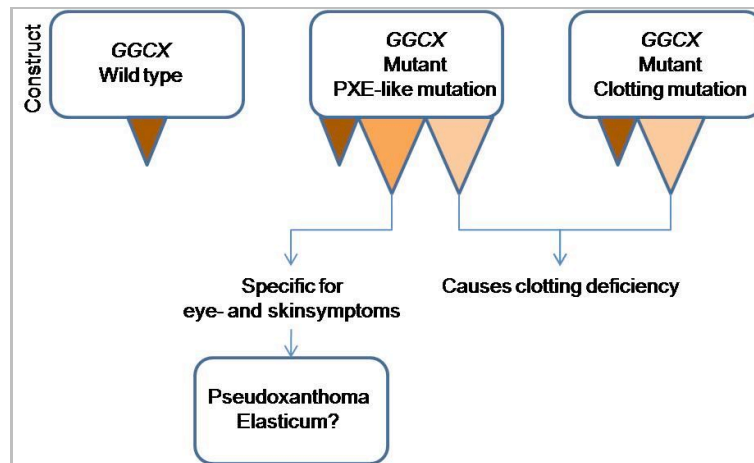 Construct
GGCX
Wild type
GGCX
Mutant
PXE-like mutation
GGCX
Mutant
Clotting mutation
Specific for
eye- and skinsymptoms
Causes clotting deficiency
Pseudoxanthoma
Elasticum?